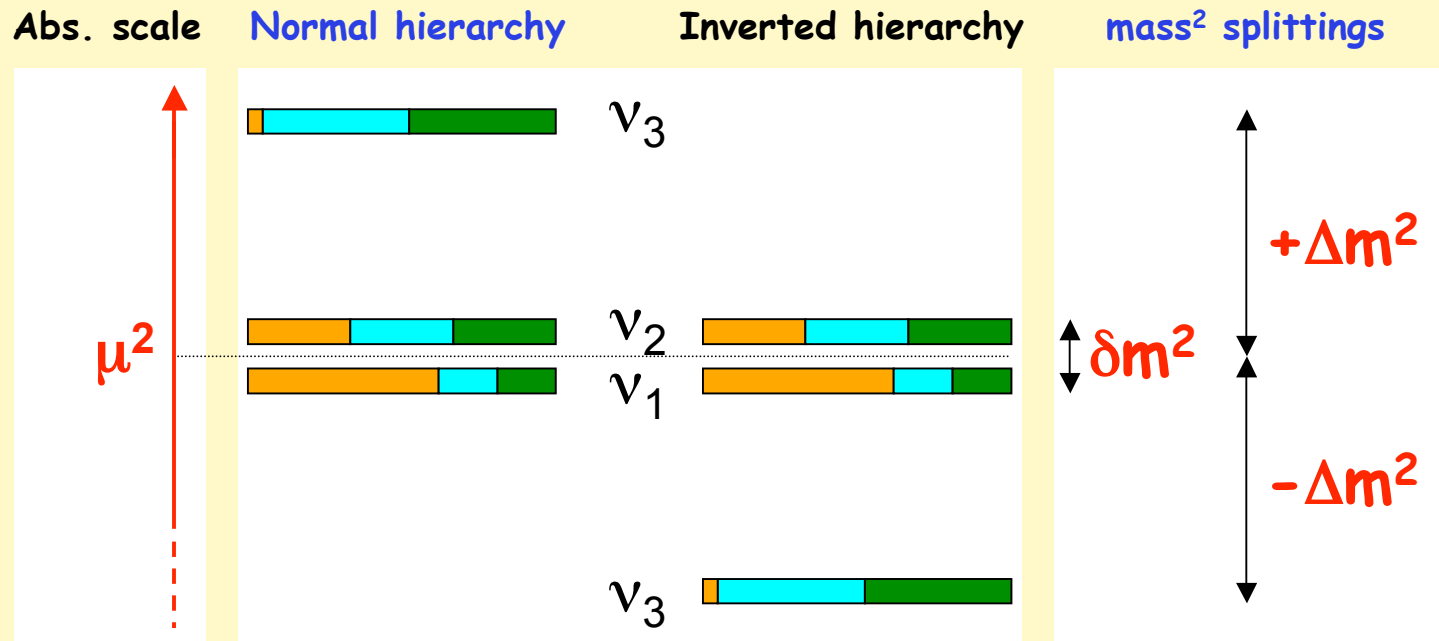 Abs. scale Normal hierarchy Inverted hierarchy mass² splittings
ν₃
+Δm²
μ² ν₂ δm²
ν₁
-Δm²
ν₃